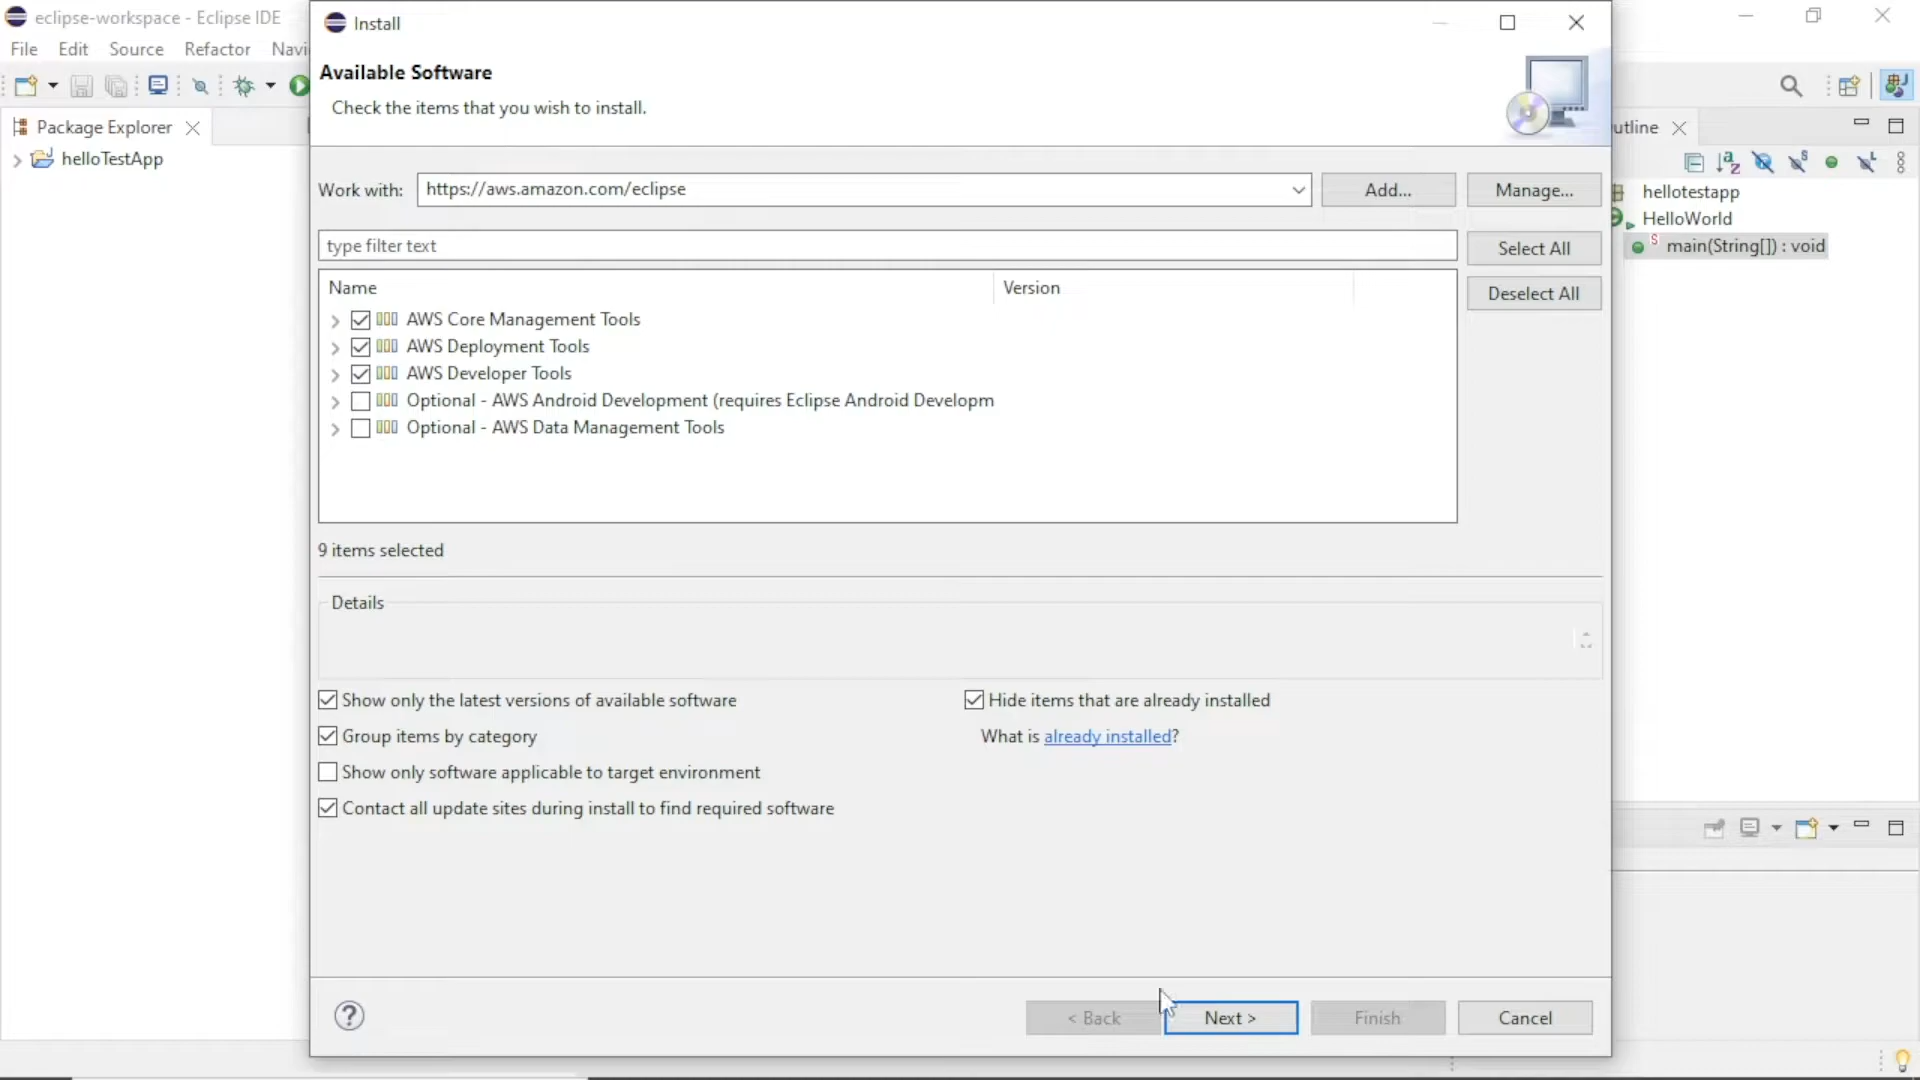 eclipse-workspace - Eclipse IDE
File Edit Source Refactor Navi
Package Explorer
helloTestApp
Install
Available Software
Check the items that you wish to install.
Work with: https://aws.amazon.com/eclipse Add... Manage...
type filter text Select All
Deselect All
Name Version
AWS Core Management Tools
AWS Deployment Tools
AWS Developer Tools
Optional - AWS Android Development (requires Eclipse Android Developm
Optional - AWS Data Management Tools
9 items selected
Details
Show only the latest versions of available software
Hide items that are already installed
Group items by category
What is already installed?
Show only software applicable to target environment
Contact all update sites during install to find required software
< Back Next > Finish Cancel
utline
hellotestapp
HelloWorld
main(String[]) : void